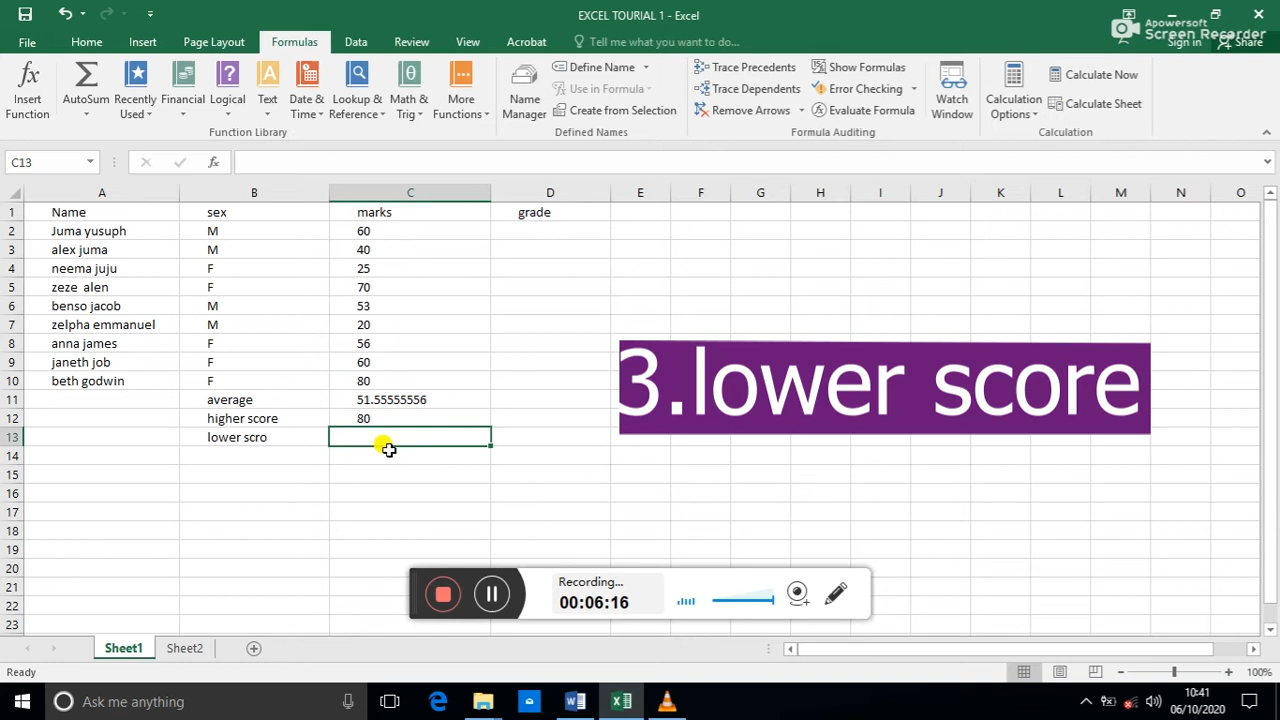 EXCEL TOURIAL 1 - Excel
Apowersoft
Screen Recorder
File Home Insert Page Layout Formulas Data Review View Acrobat Tell me what you want to do... Sign in Share
Insert Function
AutoSum
Recently Used
Financial
Logical
Text
Date & Time
Lookup & Reference
Math & Trig
More Functions
Function Library
Name Manager
Define Name
Use in Formula
Create from Selection
Defined Names
Trace Precedents
Trace Dependents
Remove Arrows
Show Formulas
Error Checking
Evaluate Formula
Formula Auditing
Watch Window
Calculation Options
Calculate Now
Calculate Sheet
Calculation
C13 fx
A B C D E F G H I J K L M N O
1 Name sex marks grade
2 Juma yusuph M 60
3 alex juma M 40
4 neema juju F 25
5 zeze alen F 70
6 benso jacob M 53
7 zelpha emmanuel M 20
8 anna james F 56
9 janeth job F 60
10 beth godwin F 80
11 average 51.55555556
12 higher score 80
13 lower scro
14
15
16
17
18
19
20
21
22
23
3.lower score
Recording...
00:06:16
Sheet1 Sheet2
Ready 100%
Ask me anything
10:41
06/10/2020